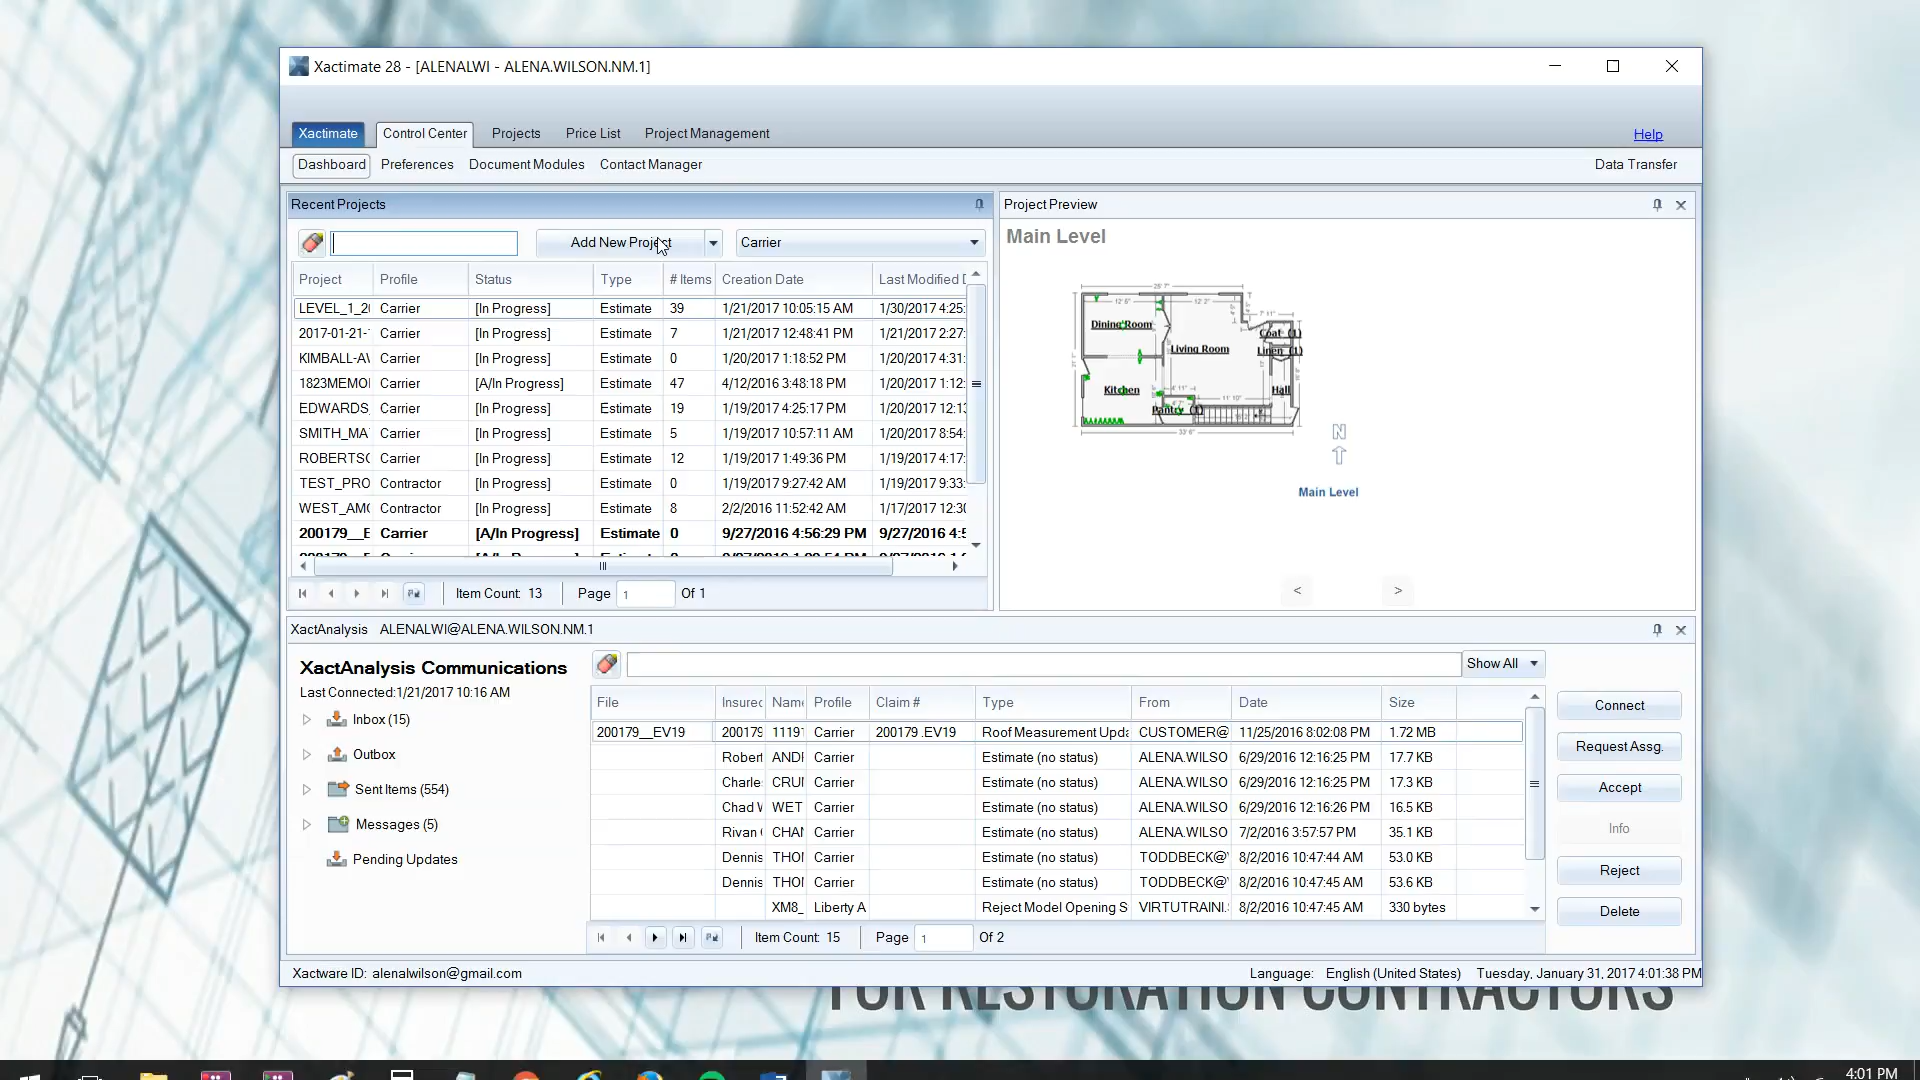 Xactimate 28 - [ALENALWI - ALENA.WILSON.NM.1]
Xactimate Control Center Projects Price List Project Management Help
Dashboard Preferences Document Modules Contact Manager Data Transfer
Recent Projects
Add New Project Carrier
Project Profile Status Type # Items Creation Date Last Modified D
LEVEL_1_20 Carrier [In Progress] Estimate 39 1/21/2017 10:05:15 AM 1/30/2017 4:25:
2017-01-21- Carrier [In Progress] Estimate 7 1/21/2017 12:48:41 PM 1/21/2017 2:27:
KIMBALL-A Carrier [In Progress] Estimate 0 1/20/2017 1:18:52 PM 1/20/2017 4:31:
1823MEMO Carrier [A/In Progress] Estimate 47 4/12/2016 3:48:18 PM 1/20/2017 1:12:
EDWARDS_ Carrier [In Progress] Estimate 19 1/19/2017 4:25:17 PM 1/20/2017 12:13
SMITH_MA Carrier [In Progress] Estimate 5 1/19/2017 10:57:11 AM 1/20/2017 8:54:
ROBERTSO Carrier [In Progress] Estimate 12 1/19/2017 1:49:36 PM 1/19/2017 4:17:
TEST_PRO Contractor [In Progress] Estimate 0 1/19/2017 9:27:42 AM 1/19/2017 9:33:
WEST_AMO Contractor [In Progress] Estimate 8 2/2/2016 11:52:42 AM 1/17/2017 12:30
200179__E Carrier [A/In Progress] Estimate 0 9/27/2016 4:56:29 PM 9/27/2016 4:5
Item Count: 13 Page 1 Of 1
Project Preview
Main Level
Dining Room
Coat (1)
Living Room
Linen (1)
Kitchen
Hall
Pantry (1)
N
Main Level
< >
XactAnalysis ALENALWI@ALENA.WILSON.NM.1
XactAnalysis Communications
Last Connected:1/21/2017 10:16 AM
Inbox (15)
Outbox
Sent Items (554)
Messages (5)
Pending Updates
Show All
File Insured Name Profile Claim # Type From Date Size
200179__EV19 200179 1119 Carrier 200179.EV19 Roof Measurement Upda CUSTOMER@ 11/25/2016 8:02:08 PM 1.72 MB
Robert AND Carrier Estimate (no status) ALENA.WILSO 6/29/2016 12:16:25 PM 17.7 KB
Charle CRU Carrier Estimate (no status) ALENA.WILSO 6/29/2016 12:16:25 PM 17.3 KB
Chad W WET Carrier Estimate (no status) ALENA.WILSO 6/29/2016 12:16:26 PM 16.5 KB
Rivan CHA Carrier Estimate (no status) ALENA.WILSO 7/2/2016 3:57:57 PM 35.1 KB
Dennis THO Carrier Estimate (no status) TODDBECK@ 8/2/2016 10:47:44 AM 53.0 KB
Dennis THO Carrier Estimate (no status) TODDBECK@ 8/2/2016 10:47:45 AM 53.6 KB
XM8_ Liberty A Reject Model Opening S VIRTUTRAINI. 8/2/2016 10:47:45 AM 330 bytes
Item Count: 15 Page 1 Of 2
Connect
Request Assg.
Accept
Info
Reject
Delete
Xactware ID: alenalwilson@gmail.com Language: English (United States) Tuesday, January 31, 2017 4:01:38 PM
FOR RESTORATION CONTRACTORS
4:01 PM